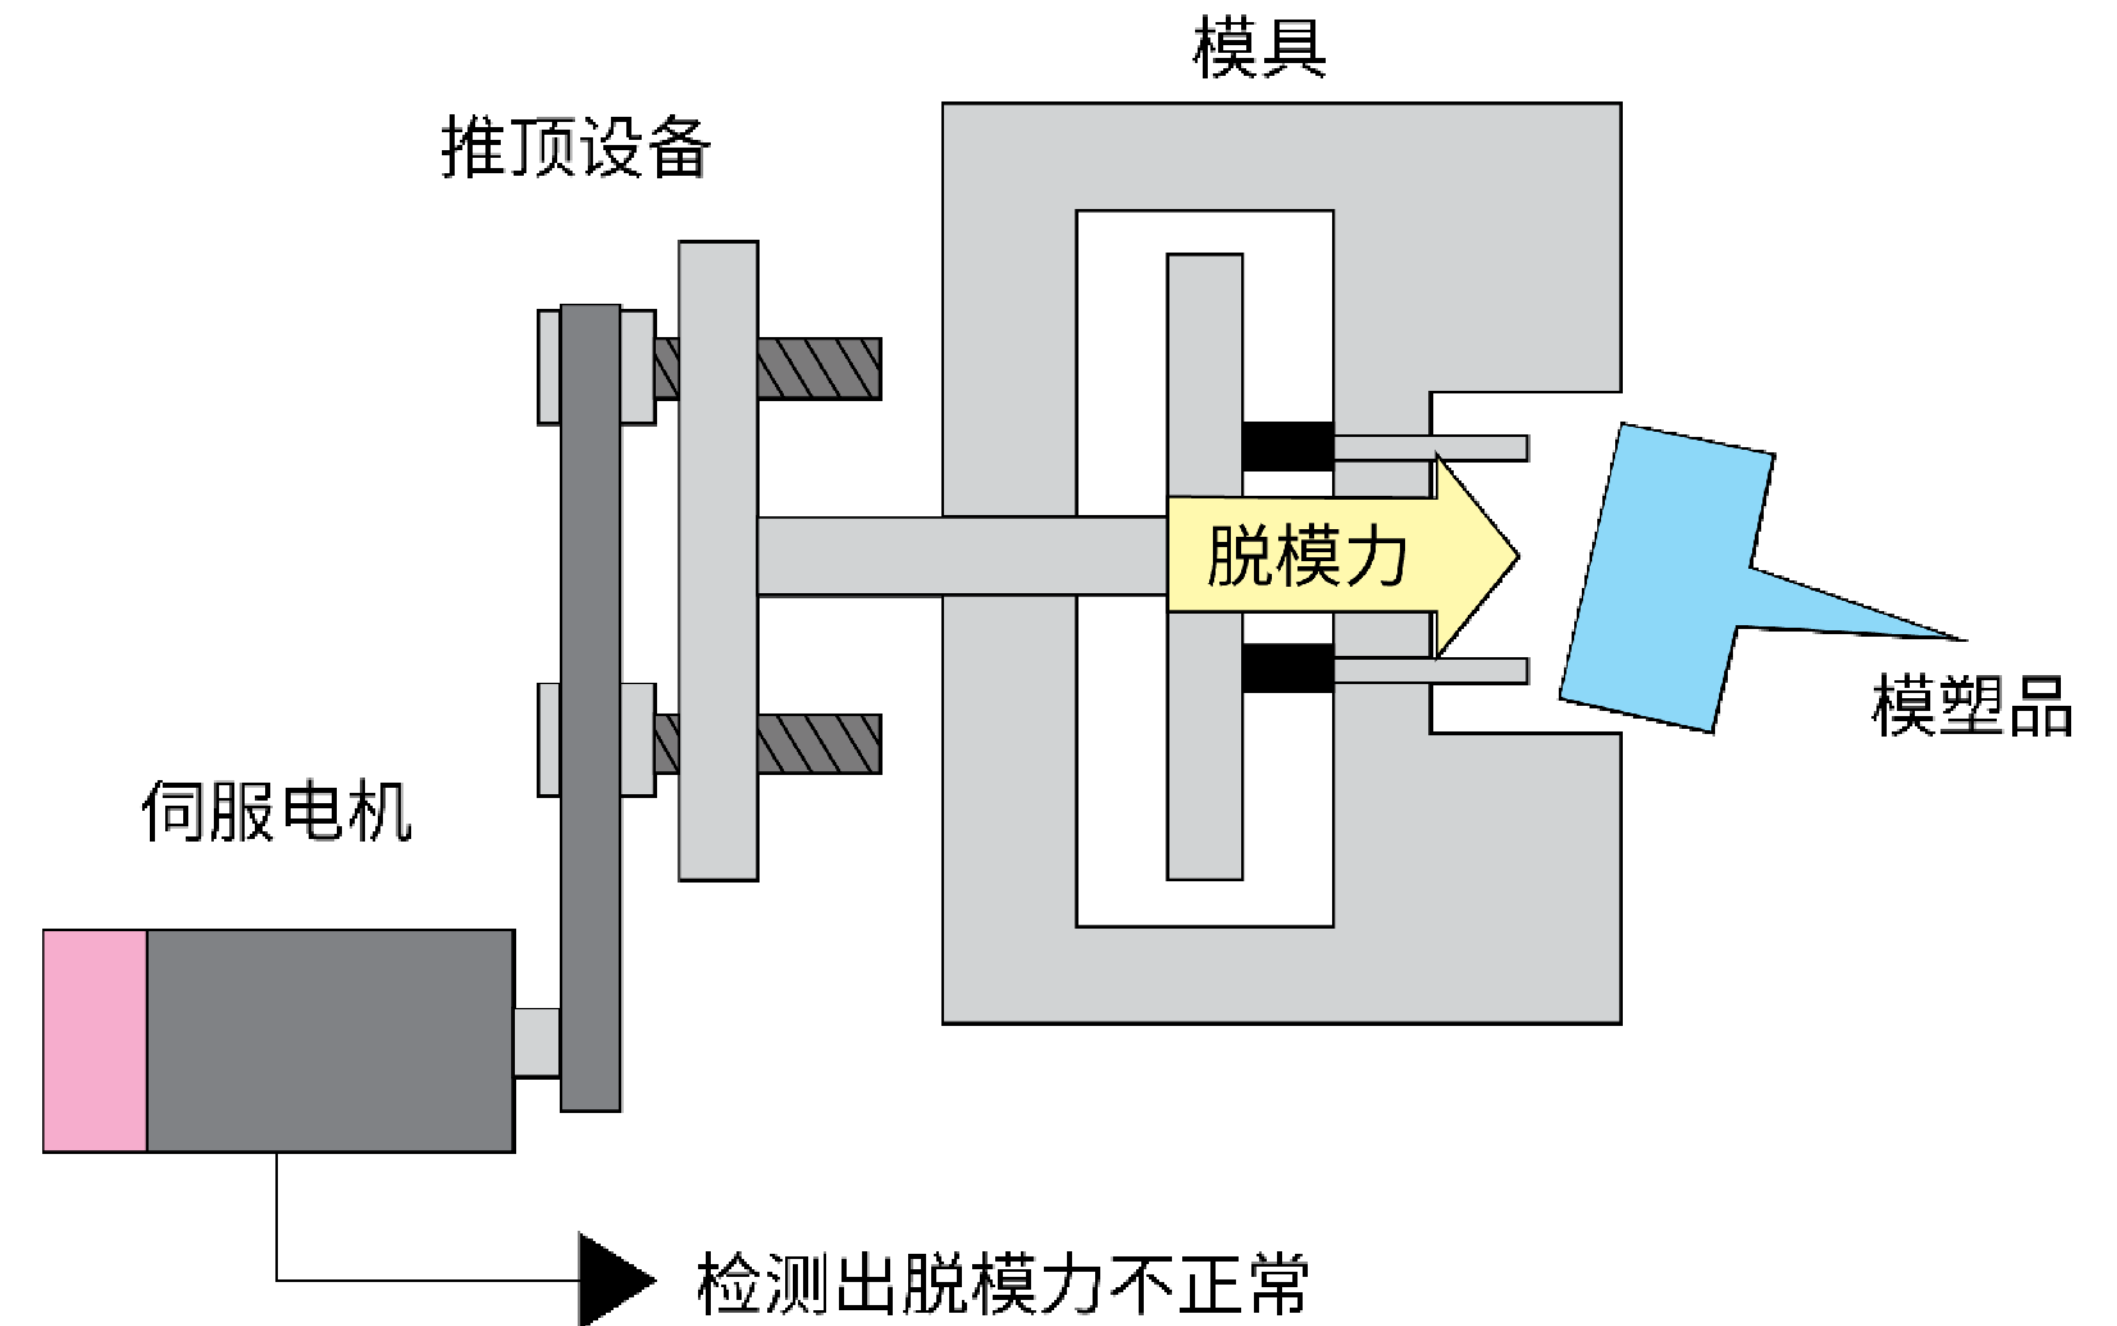 模具
推顶设备
脱模力
模塑品
伺服电机
检测出脱模力不正常